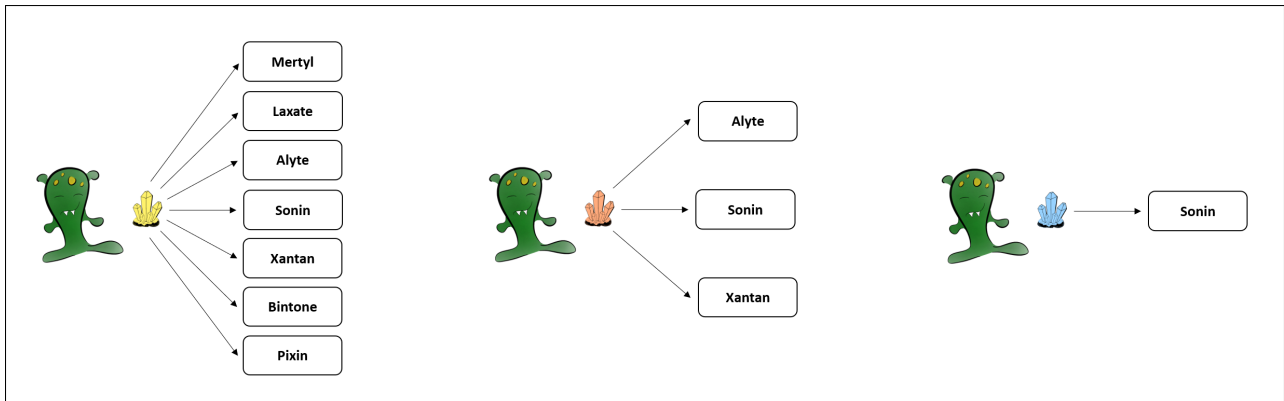 Mertyl
Laxate
Alyte
Sonin
Xantan
Bintone
Pixin
Alyte
Sonin
Xantan
Sonin